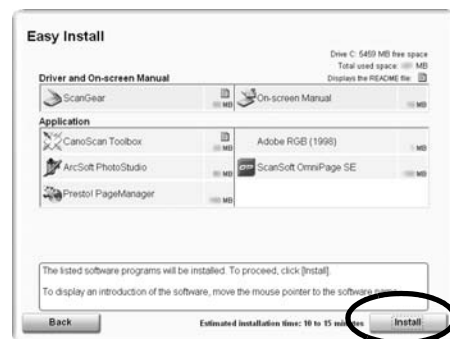 Easy Install
Drive C: 5459 MB free space
Total used space: MB
Displays the README file:
Driver and On-screen Manual
ScanGear MB
On-screen Manual MB
Application
CanoScan Toolbox MB
Adobe RGB (1998) MB
ArcSoft PhotoStudio MB
ScanSoft OmniPage SE MB
Presto! PageManager MB
The listed software programs will be installed. To proceed, click [Install].
To display an introduction of the software, move the mouse pointer to the software name.
Back
Estimated installation time: 10 to 15 minutes
Install